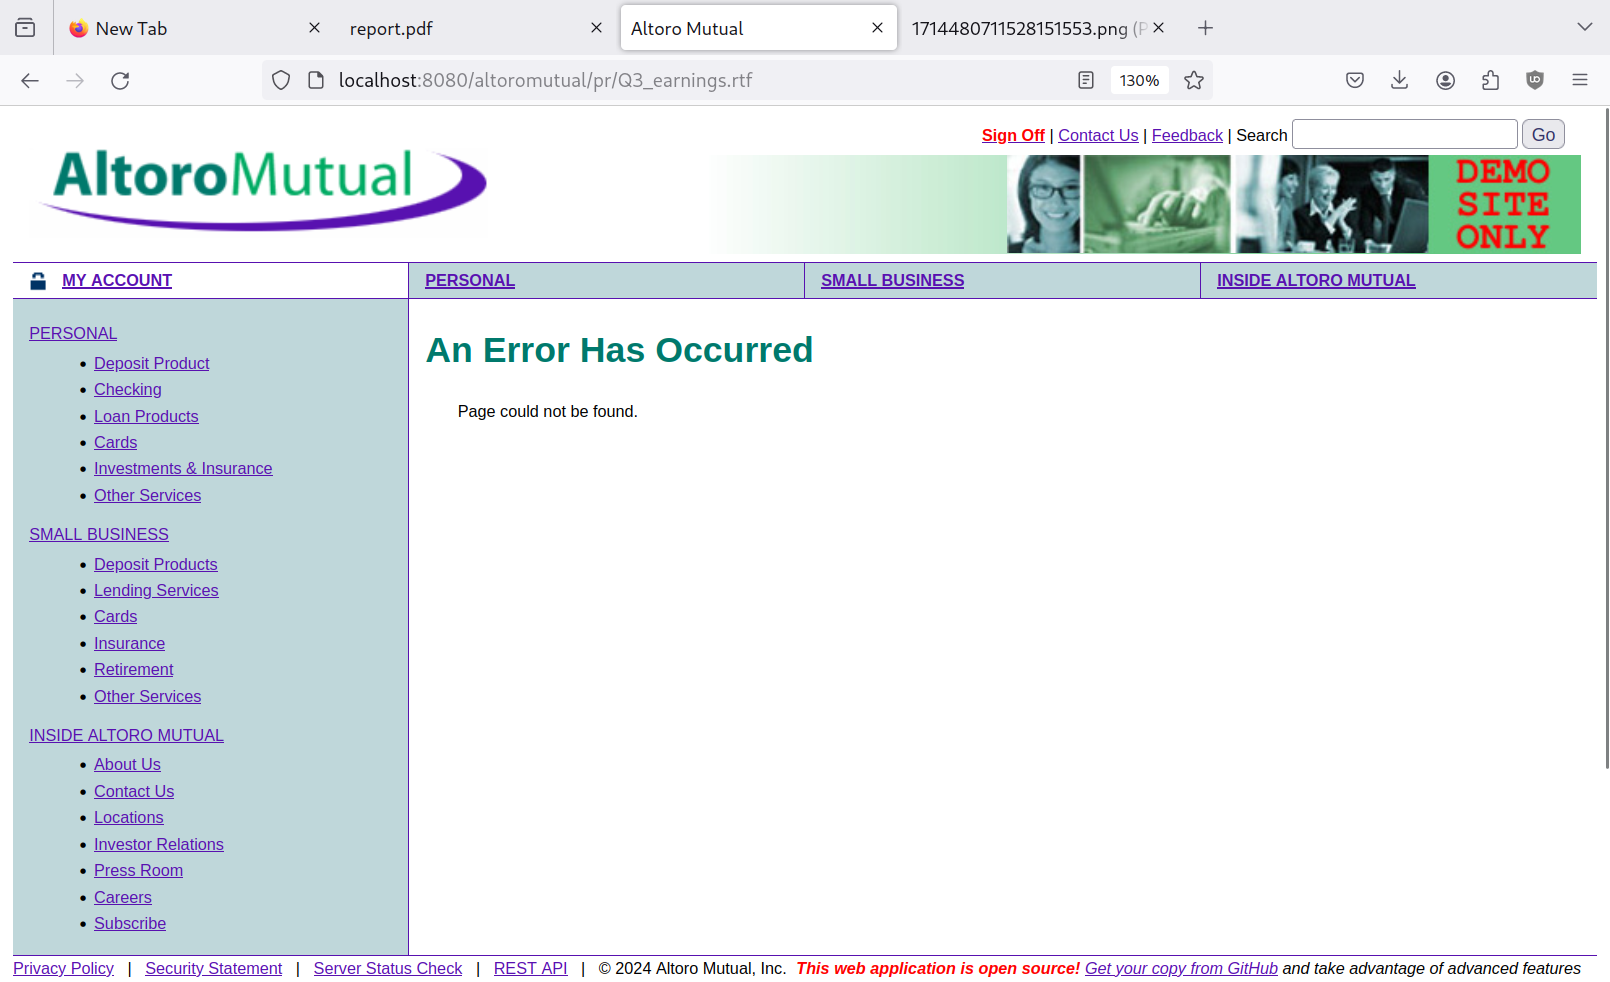 New Tab
report.pdf
Altoro Mutual
1714480711528151553.png (P
localhost:8080/altoromutual/pr/Q3_earnings.rtf
130%
Sign Off | Contact Us | Feedback | Search Go
AltoroMutual
DEMO
SITE
ONLY
MY ACCOUNT
PERSONAL
SMALL BUSINESS
INSIDE ALTORO MUTUAL
PERSONAL
Deposit Product
Checking
Loan Products
Cards
Investments & Insurance
Other Services
SMALL BUSINESS
Deposit Products
Lending Services
Cards
Insurance
Retirement
Other Services
INSIDE ALTORO MUTUAL
About Us
Contact Us
Locations
Investor Relations
Press Room
Careers
Subscribe
An Error Has Occurred
Page could not be found.
Privacy Policy | Security Statement | Server Status Check | REST API | © 2024 Altoro Mutual, Inc. This web application is open source! Get your copy from GitHub and take advantage of advanced features